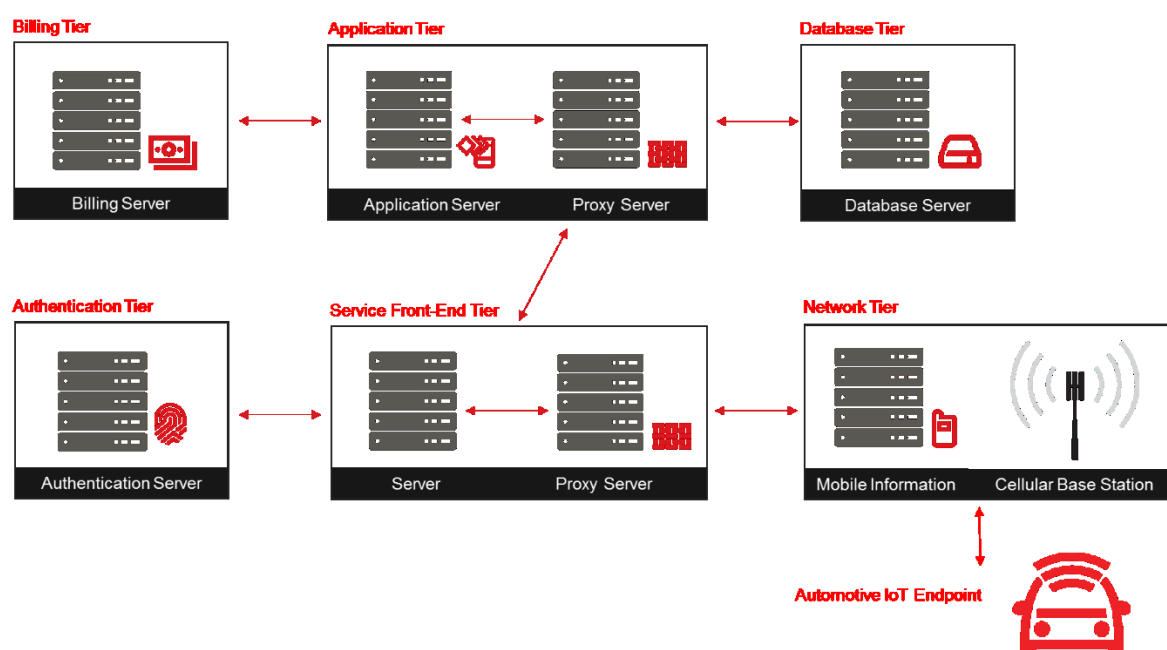 Billing Tier
Application Tier
Database Tier
Billing Server
Application Server
Proxy Server
Database Server
Authentication Tier
Service Front-End Tier
Network Tier
Authentication Server
Server
Proxy Server
Mobile Information
Cellular Base Station
Automotive IoT Endpoint